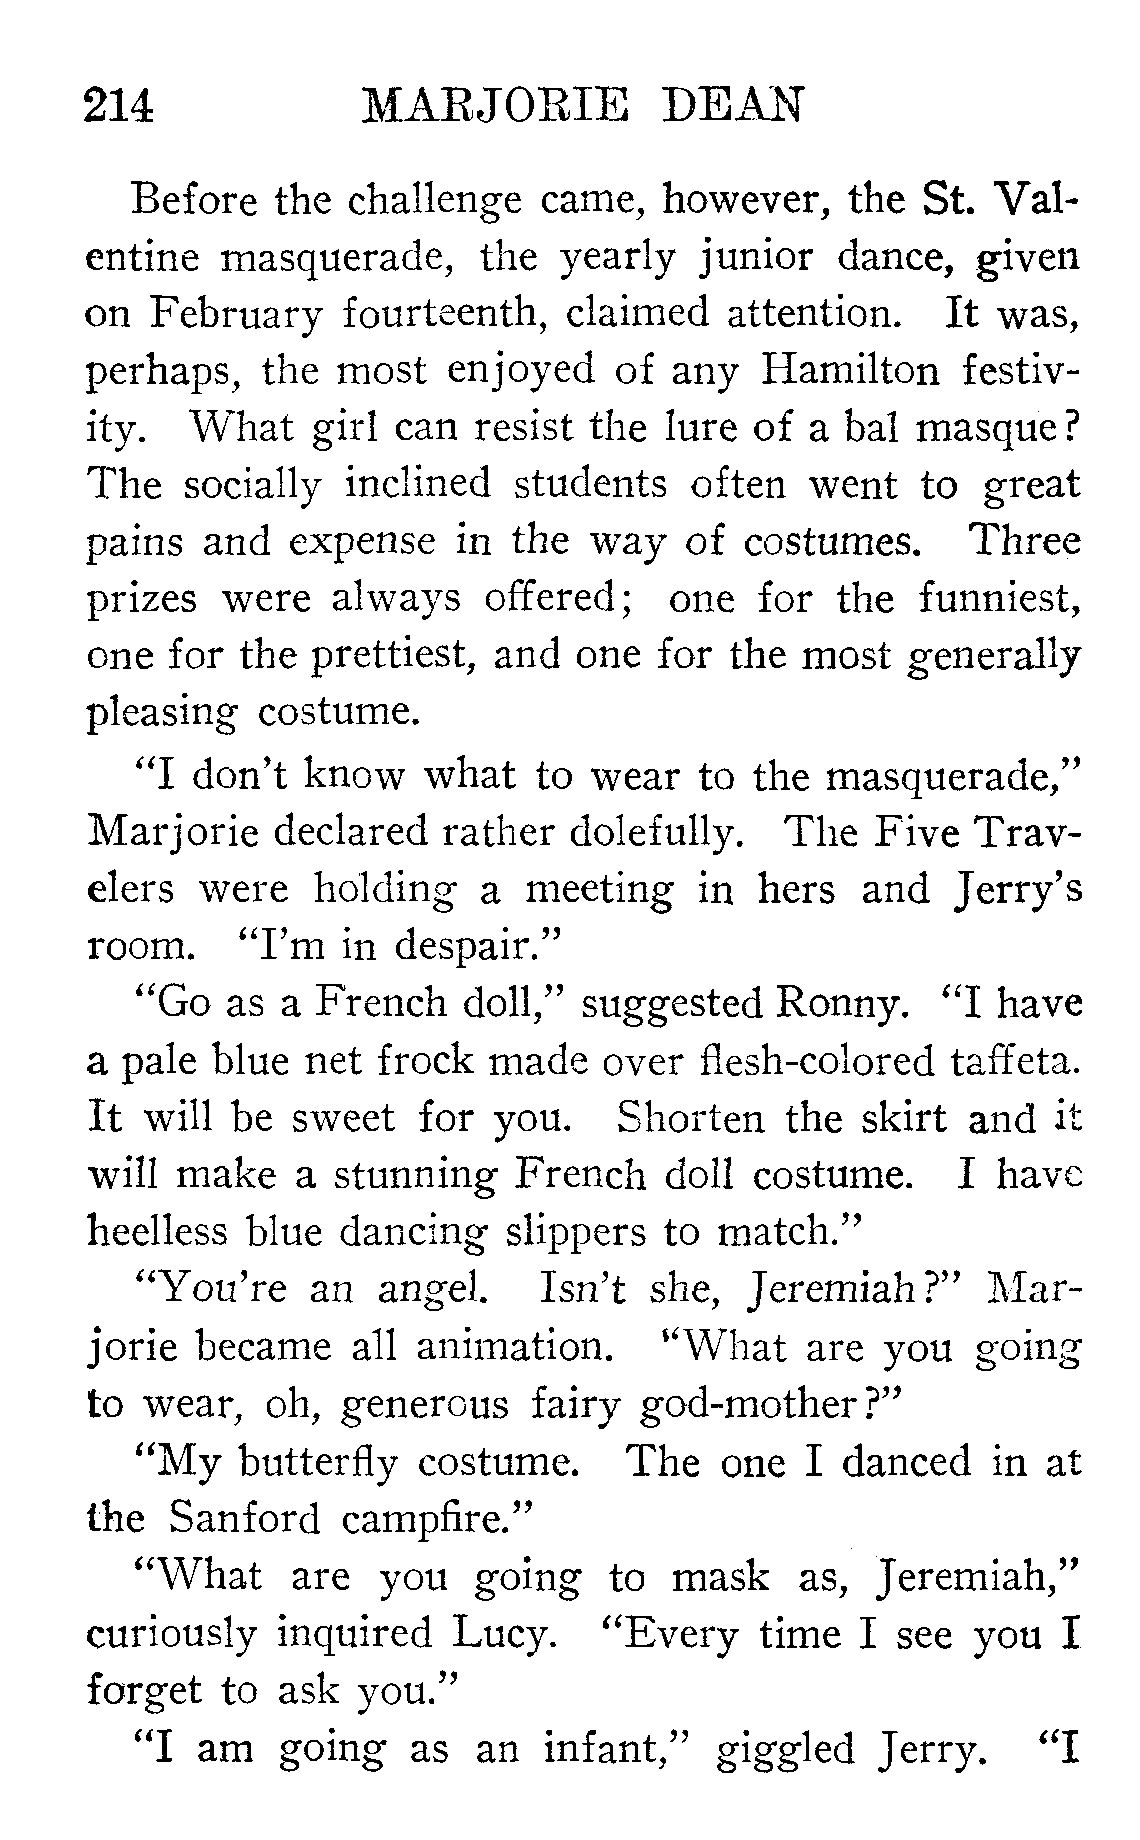 214 MARJORIE DEAN
Before the challenge came, however, the St. Val-
entine masquerade, the yearly junior dance, given
on February fourteenth, claimed attention. It was,
perhaps, the most enjoyed of any Hamilton festiv-
ity. What girl can resist the lure of a bal masque?
The socially inclined students often went to great
pains and expense in the way of costumes. Three
prizes were always offered; one for the funniest,
one for the prettiest, and one for the most generally
pleasing costume.
“I don’t know what to wear to the masquerade,”
Marjorie declared rather dolefully. The Five Trav-
elers were holding a meeting in hers and Jerry’s
room. “I’m in despair.”
“Go as a French doll,” suggested Ronny. “I have
a pale blue net frock made over flesh-colored taffeta.
It will be sweet for you. Shorten the skirt and it
will make a stunning French doll costume. I have
heelless blue dancing slippers to match.”
“You’re an angel. Isn’t she, Jeremiah?” Mar-
jorie became all animation. “What are you going
to wear, oh, generous fairy god-mother?”
“My butterfly costume. The one I danced in at
the Sanford campfire.”
“What are you going to mask as, Jeremiah,”
curiously inquired Lucy. “Every time I see you I
forget to ask you.”
“I am going as an infant,” giggled Jerry. “I